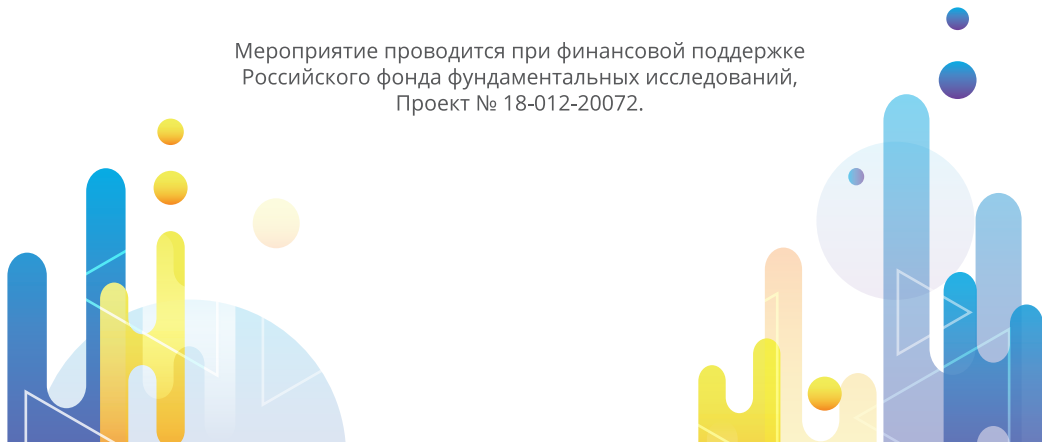 Мероприятие проводится при финансовой поддержке
Российского фонда фундаментальных исследований,
Проект № 18-012-20072.